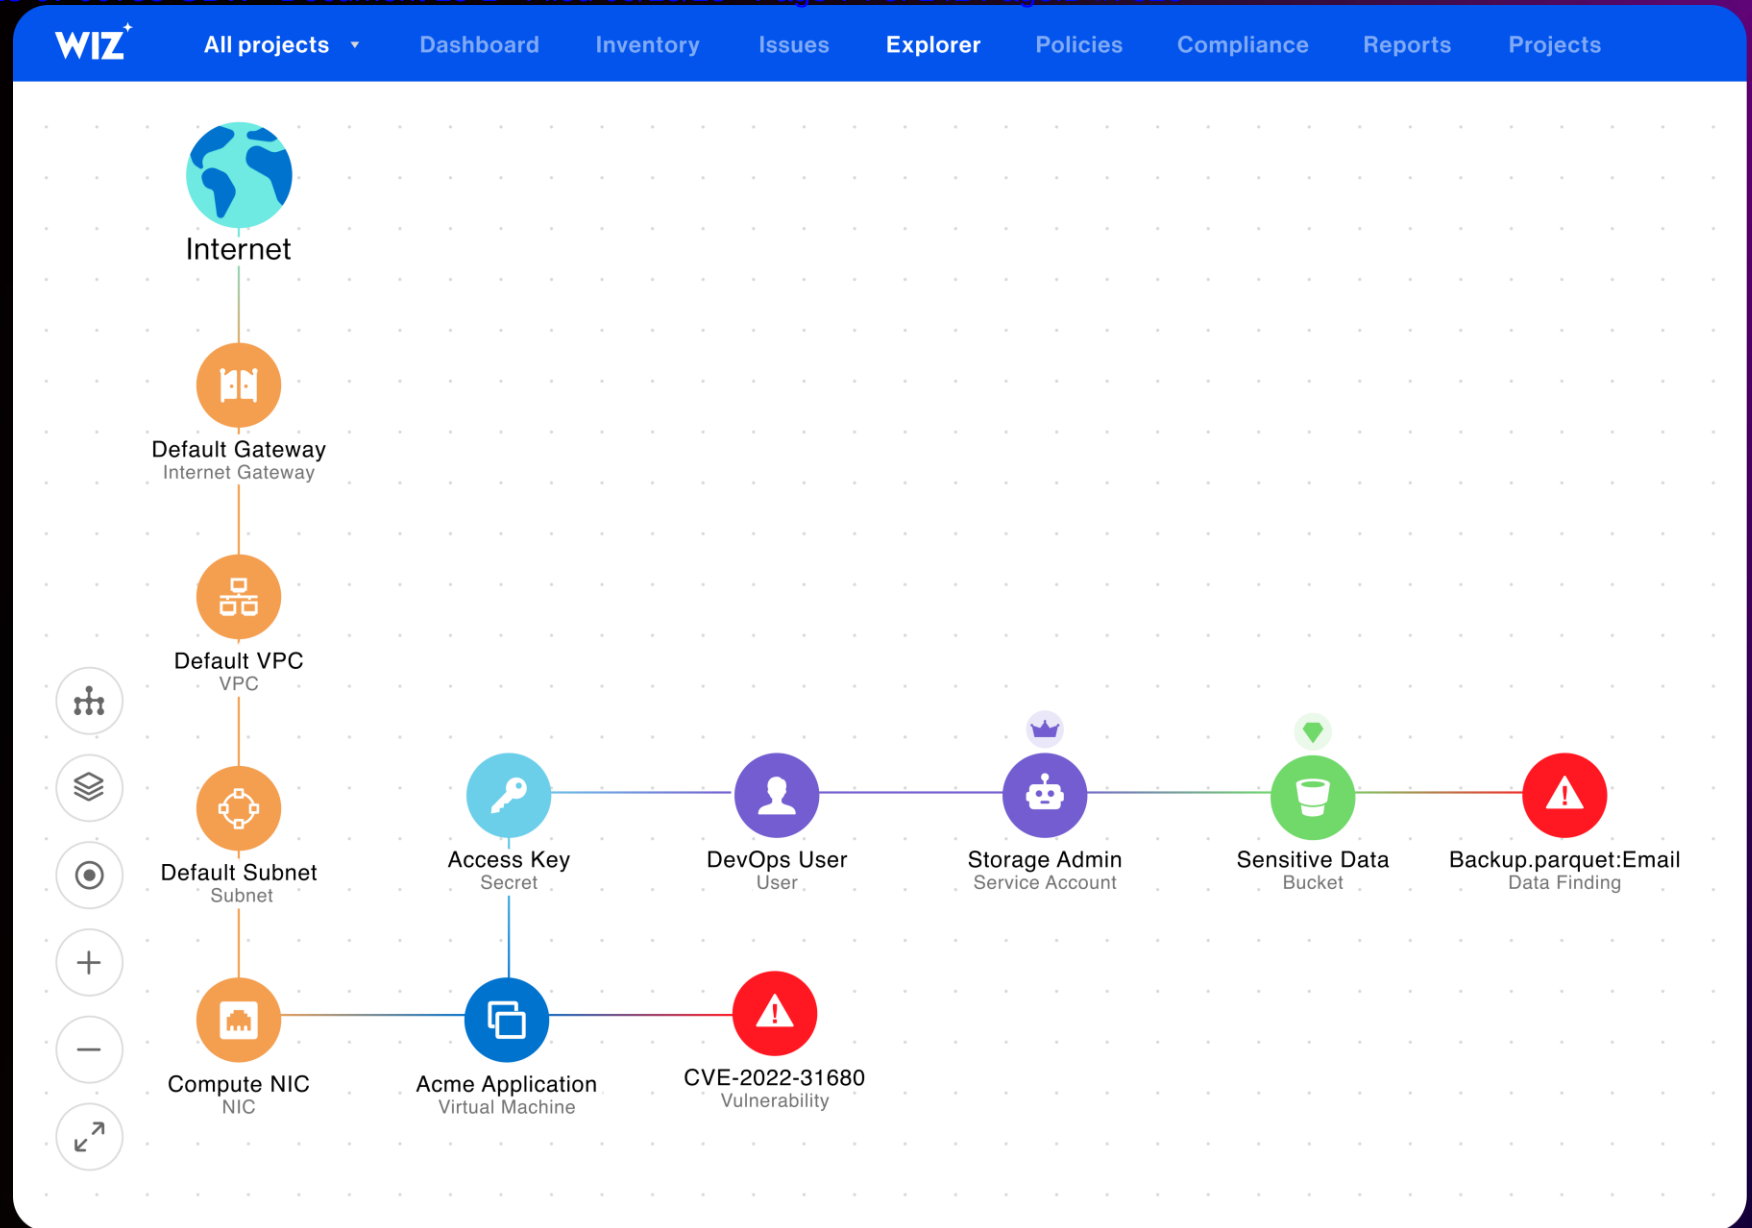 WIZ
All projects
Dashboard
Inventory
Issues
Explorer
Policies
Compliance
Reports
Projects
Internet
Default Gateway
Internet Gateway
Default VPC
VPC
Default Subnet
Subnet
Access Key
Secret
DevOps User
User
Storage Admin
Service Account
Sensitive Data
Bucket
Backup.parquet:Email
Data Finding
Compute NIC
NIC
Acme Application
Virtual Machine
CVE-2022-31680
Vulnerability